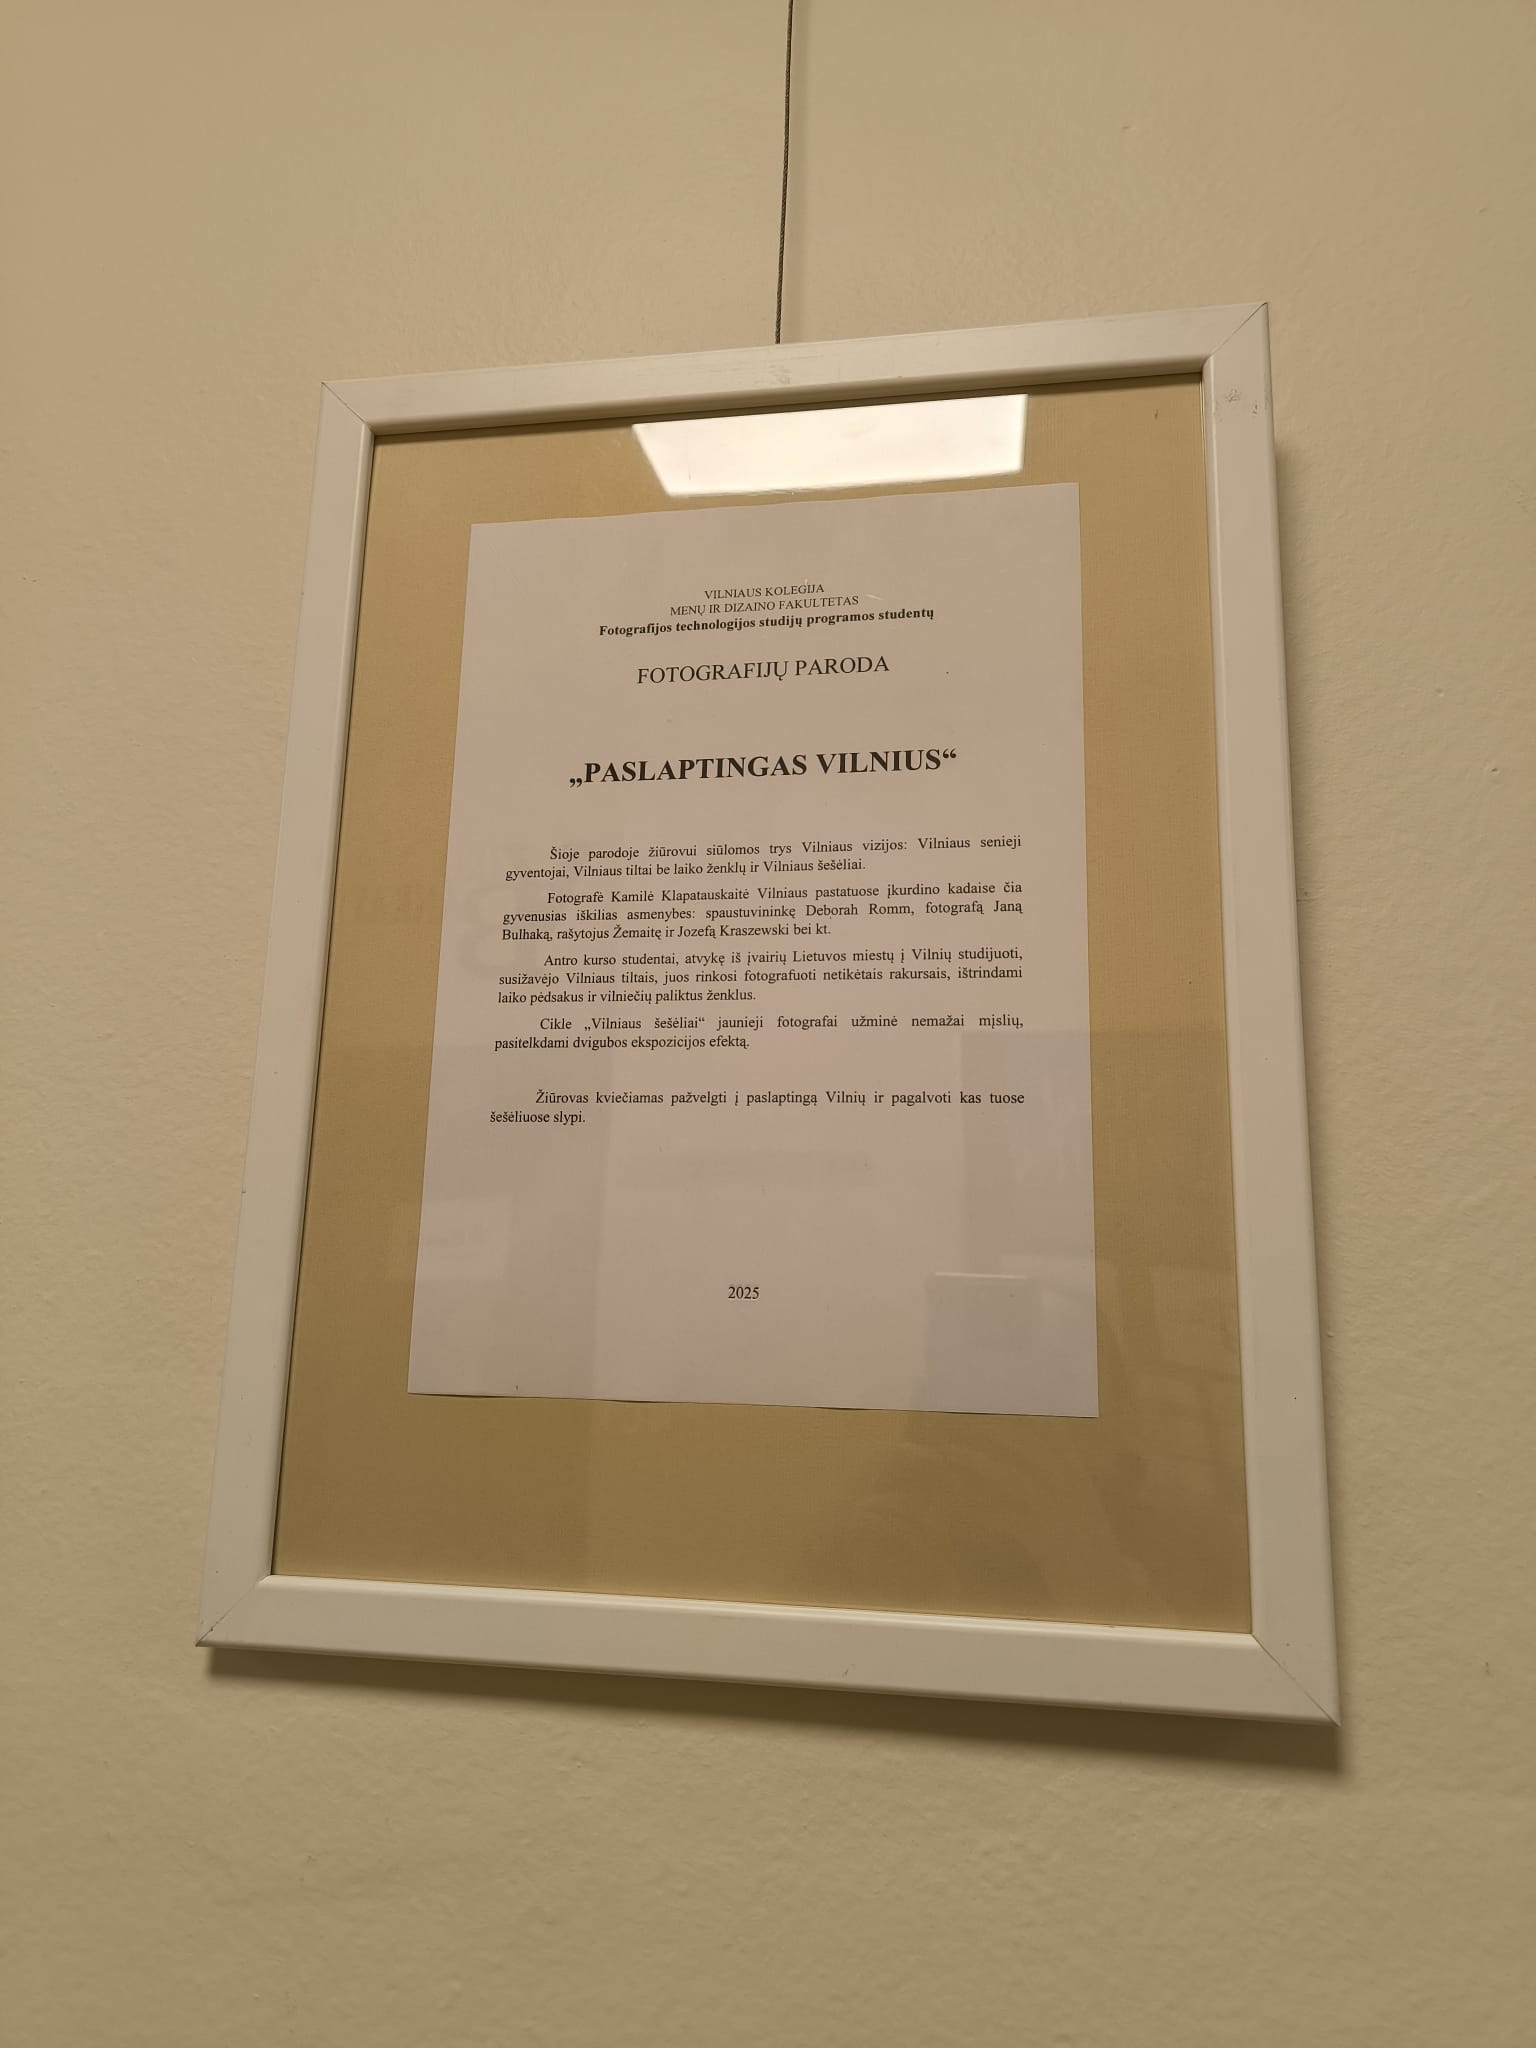 VILNIAUS KOLEGIJA
MENŲ IR DIZAINO FAKULTETAS
Fotografijos technologijos studijų programos studentų
FOTOGRAFIJŲ PARODA
„PASLAPTINGAS VILNIUS“
Šioje parodoje žiūrovui siūlomos trys Vilniaus vizijos: Vilniaus senieji
gyventojai, Vilniaus tiltai be laiko ženklų ir Vilniaus šešėliai.
Fotografė Kamilė Klapatauskaitė Vilniaus pastatuose įkurdino kadaise čia
gyvenusias iškilias asmenybes: spaustuvininkę Deborah Romm, fotografą Janą
Bulhaką, rašytojus Žemaitę ir Jozefą Kraszewski bei kt.
Antro kurso studentai, atvykę iš įvairių Lietuvos miestų į Vilnių studijuoti,
susižavėjo Vilniaus tiltais, juos rinkosi fotografuoti netikėtais rakursais, ištrindami
laiko pėdsakus ir vilniečių paliktus ženklus.
Cikle „Vilniaus šešėliai“ jaunieji fotografai užminė nemažai mįslių,
pasitelkdami dvigubos ekspozicijos efektą.
Žiūrovas kviečiamas pažvelgti į paslaptingą Vilnių ir pagalvoti kas tuose
šešėliuose slypi.
2025